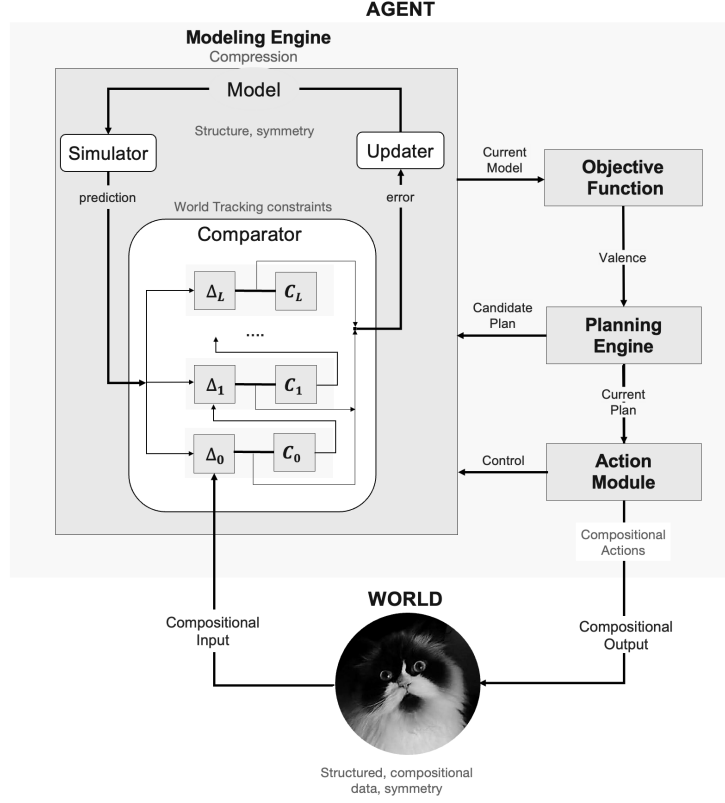 AGENT
Modeling Engine
Compression
Model
Structure, symmetry
Simulator
Updater
prediction
error
World Tracking constraints
Comparator
Δ_L
C_L
....
Δ_1
C_1
Δ_0
C_0
Current
Model
Objective
Function
Valence
Candidate
Plan
Planning
Engine
Current
Plan
Control
Action
Module
Compositional
Actions
Compositional
Input
WORLD
Compositional
Output
Structured, compositional
data, symmetry